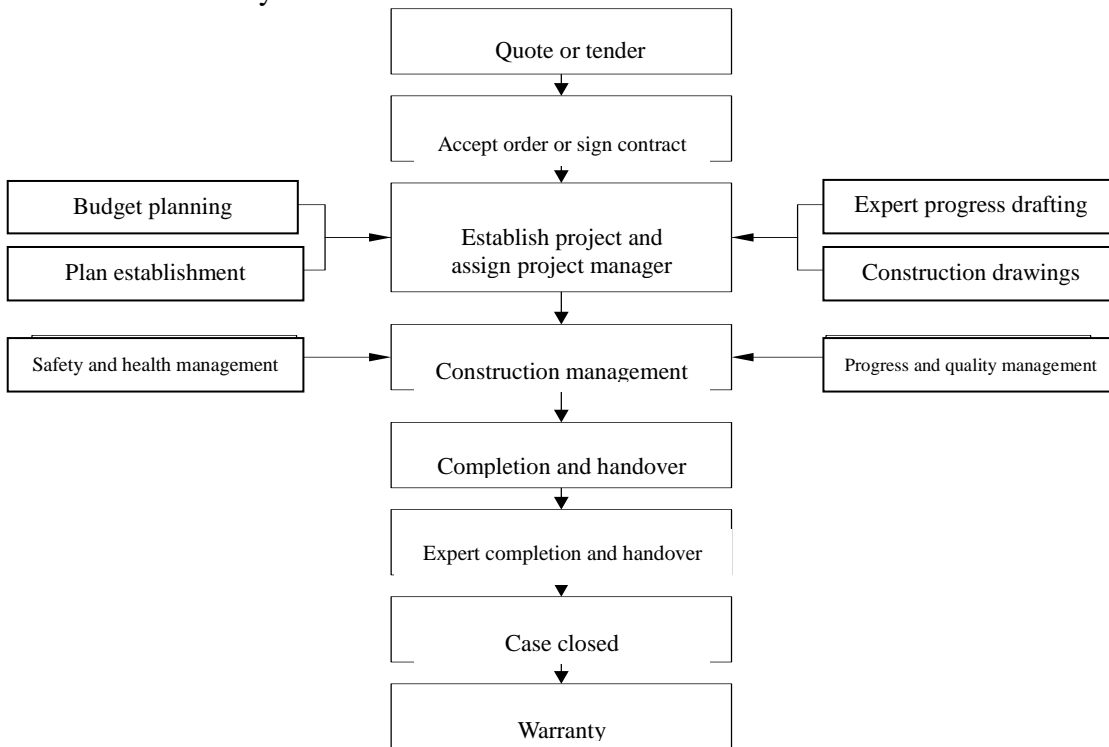 Quote or tender
Accept order or sign contract
Budget planning
Expert progress drafting
Establish project and
assign project manager
Plan establishment
Construction drawings
Safety and health management
Construction management
Progress and quality management
Completion and handover
Expert completion and handover
Case closed
Warranty